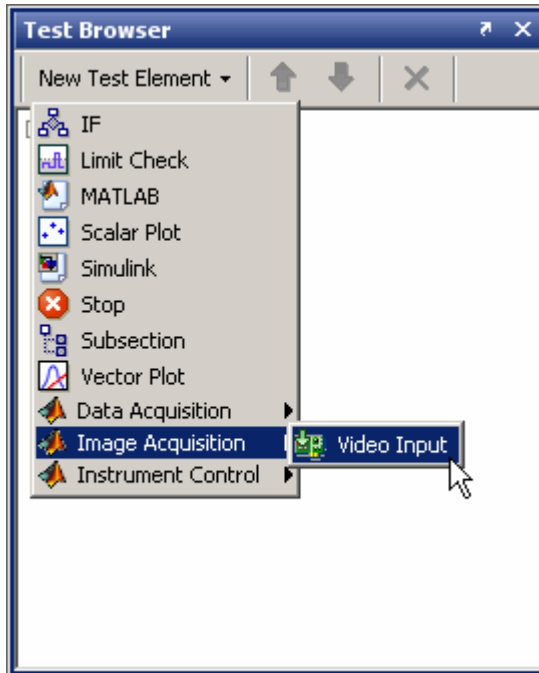 Test Browser
New Test Element
IF
Limit Check
MATLAB
Scalar Plot
Simulink
Stop
Subsection
Vector Plot
Data Acquisition
Image Acquisition
Video Input
Instrument Control